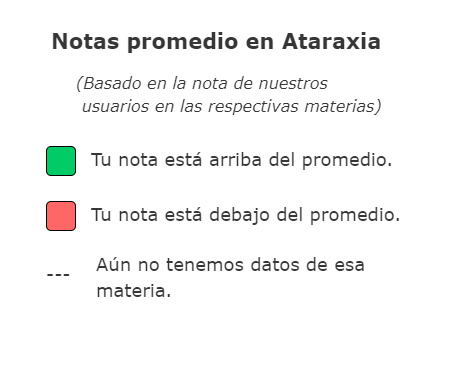 Notas promedio en Ataraxia
(Basado en la nota de nuestros
usuarios en las respectivas materias)
Tu nota está arriba del promedio.
Tu nota está debajo del promedio.
--- Aún no tenemos datos de esa
materia.